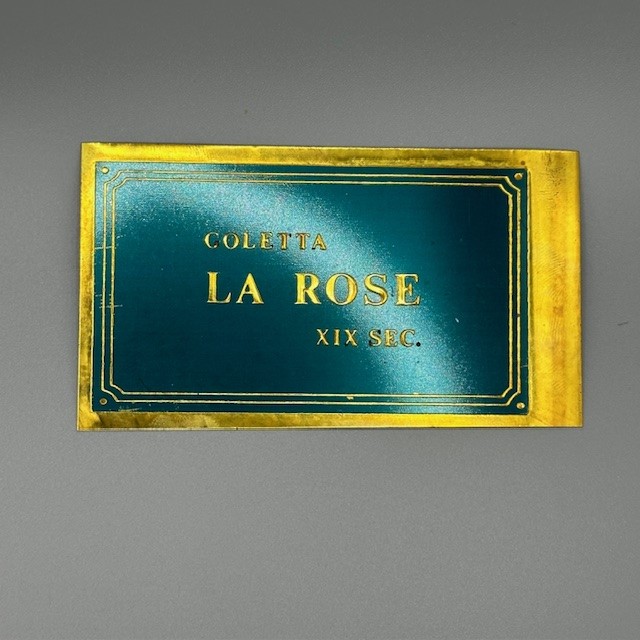 COLETTA
LA ROSE
XIX SEC.